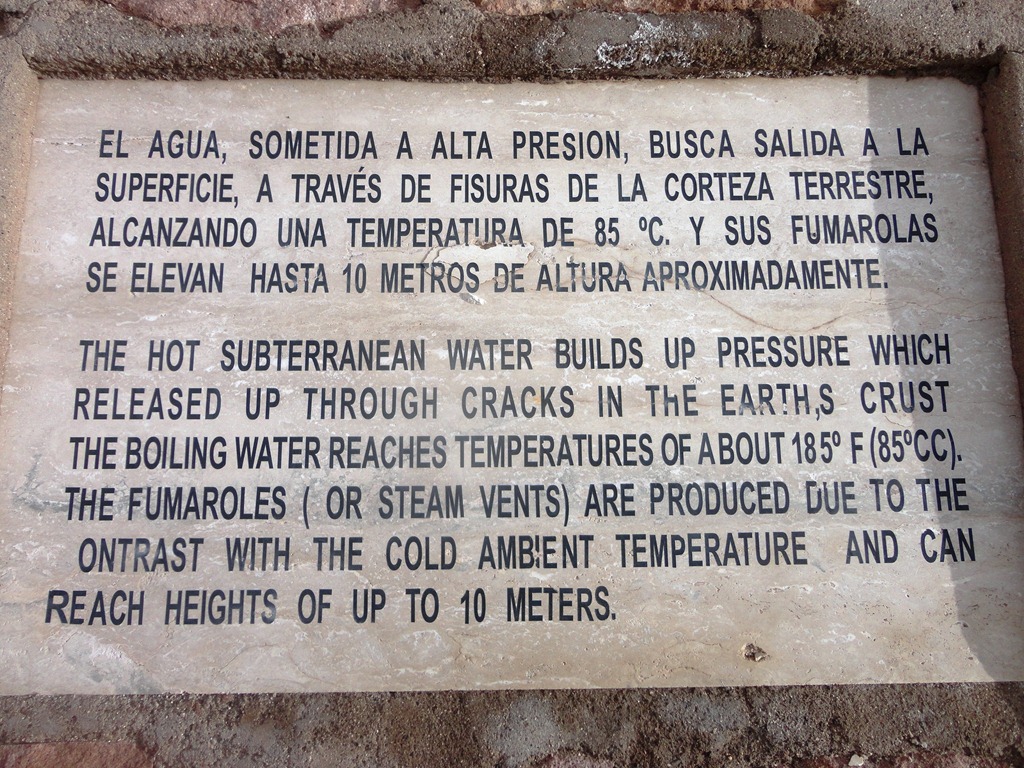 EL AGUA, SOMETIDA A ALTA PRESION, BUSCA SALIDA A LA
SUPERFICIE, A TRAVÉS DE FISURAS DE LA CORTEZA TERRESTRE,
ALCANZANDO UNA TEMPERATURA DE 85 ºC. Y SUS FUMAROLAS
SE ELEVAN HASTA 10 METROS DE ALTURA APROXIMADAMENTE.
THE HOT SUBTERRANEAN WATER BUILDS UP PRESSURE WHICH
RELEASED UP THROUGH CRACKS IN THE EARTH,S CRUST
THE BOILING WATER REACHES TEMPERATURES OF ABOUT 185º F (85ºCC).
THE FUMAROLES ( OR STEAM VENTS) ARE PRODUCED DUE TO THE
ONTRAST WITH THE COLD AMBIENT TEMPERATURE AND CAN
REACH HEIGHTS OF UP TO 10 METERS.